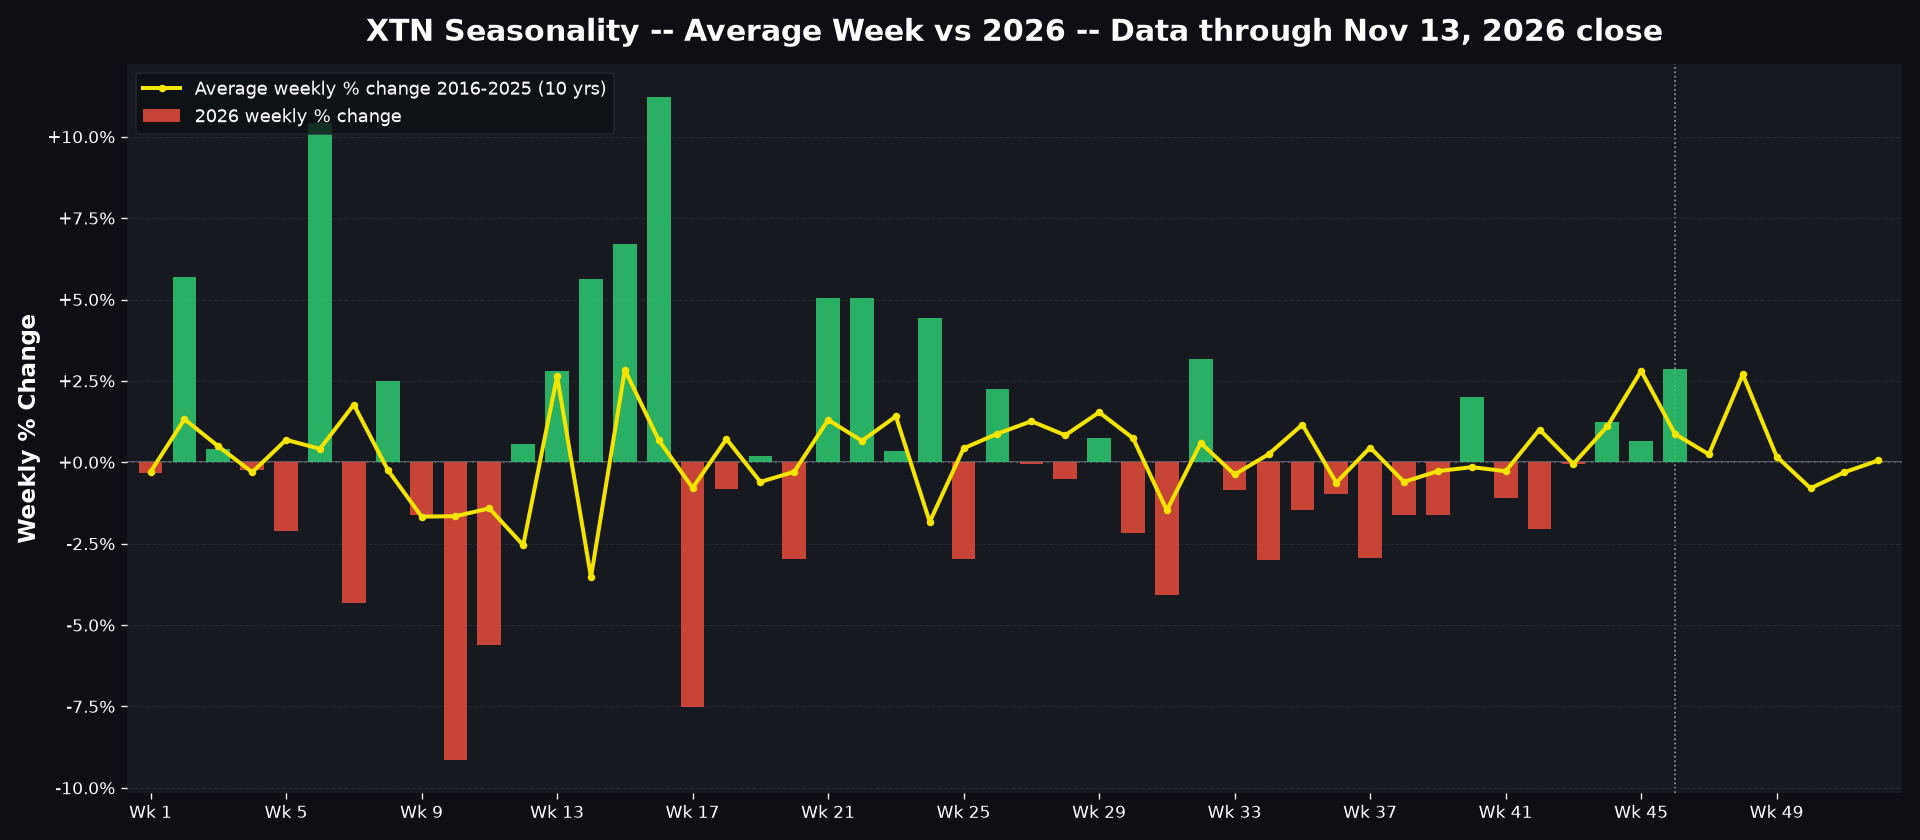 XTN Seasonality -- Average Week vs 2026 -- Data through Nov 13, 2026 close
Average weekly % change 2016-2025 (10 yrs)
2026 weekly % change
Weekly % Change
+10.0%
+7.5%
+5.0%
+2.5%
+0.0%
-2.5%
-5.0%
-7.5%
-10.0%
Wk 1 Wk 5 Wk 9 Wk 13 Wk 17 Wk 21 Wk 25 Wk 29 Wk 33 Wk 37 Wk 41 Wk 45 Wk 49